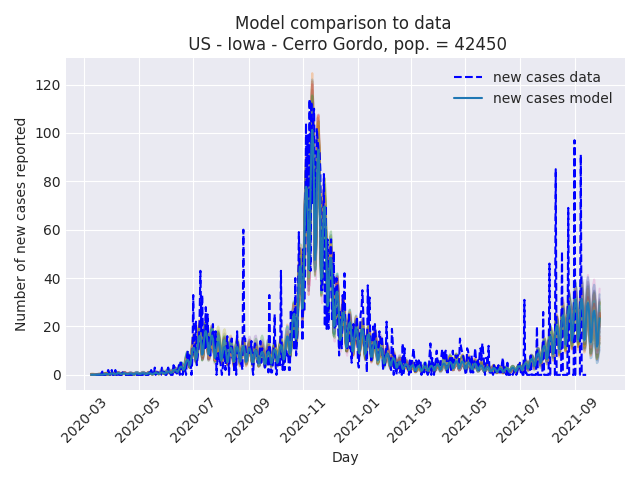 Model comparison to data
US - Iowa - Cerro Gordo, pop. = 42450
new cases data
new cases model
Number of new cases reported
120
100
80
60
40
20
0
2020-03
2020-05
2020-07
2020-09
2020-11
2021-01
2021-03
2021-05
2021-07
2021-09
Day